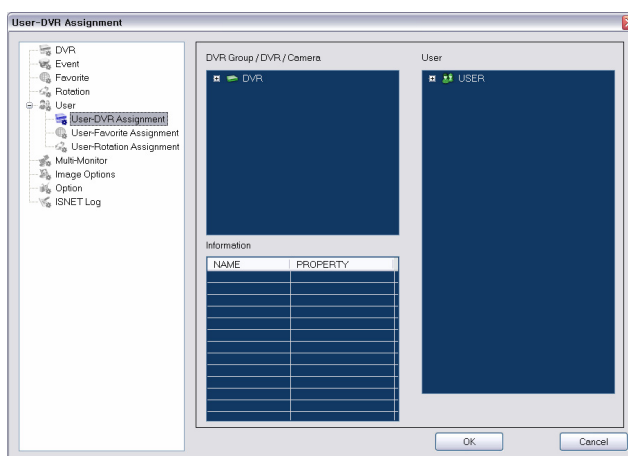 User-DVR Assignment
DVR
Event
Favorite
Rotation
User
User-DVR Assignment
User-Favorite Assignment
User-Rotation Assignment
Multi-Monitor
Image Options
Option
ISNET Log
DVR Group / DVR / Camera
DVR
Information
NAME PROPERTY
User
USER
OK Cancel